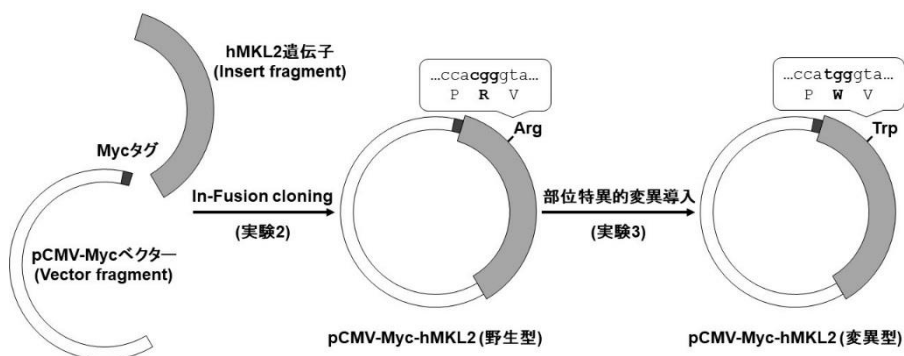 hMKL2遺伝子
(Insert fragment)
Mycタグ
pCMV-Mycベクター
(Vector fragment)
In-Fusion cloning
(実験2)
...ccacgggta...
P R V
Arg
pCMV-Myc-hMKL2 (野生型)
部位特異的変異導入
(実験3)
...ccatgggta...
P W V
Trp
pCMV-Myc-hMKL2 (変異型)